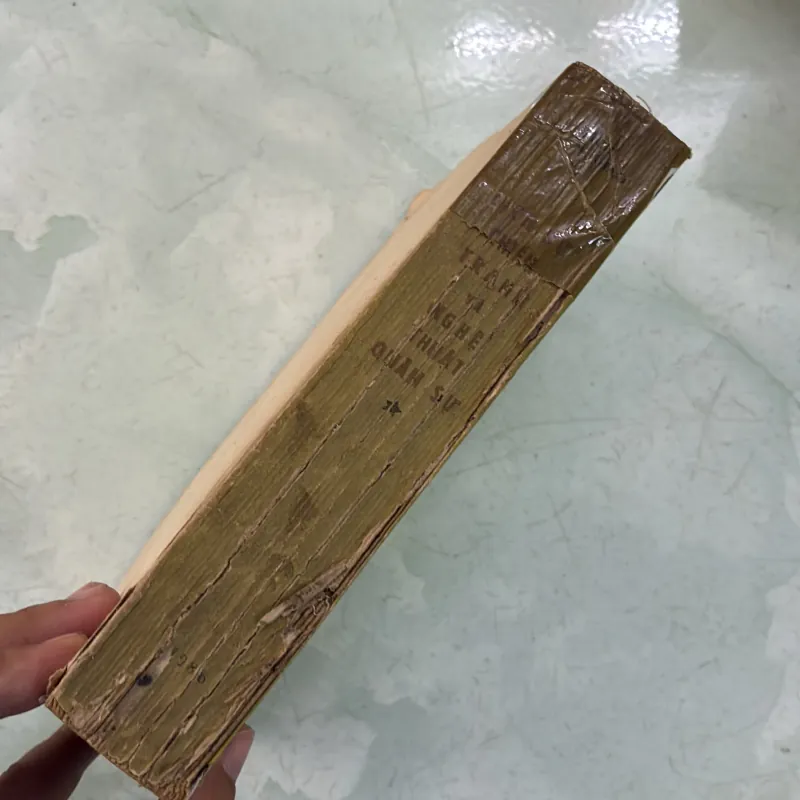 TRANH
VÀ
NGHỆ
THUẬT
QUÂN SỰ